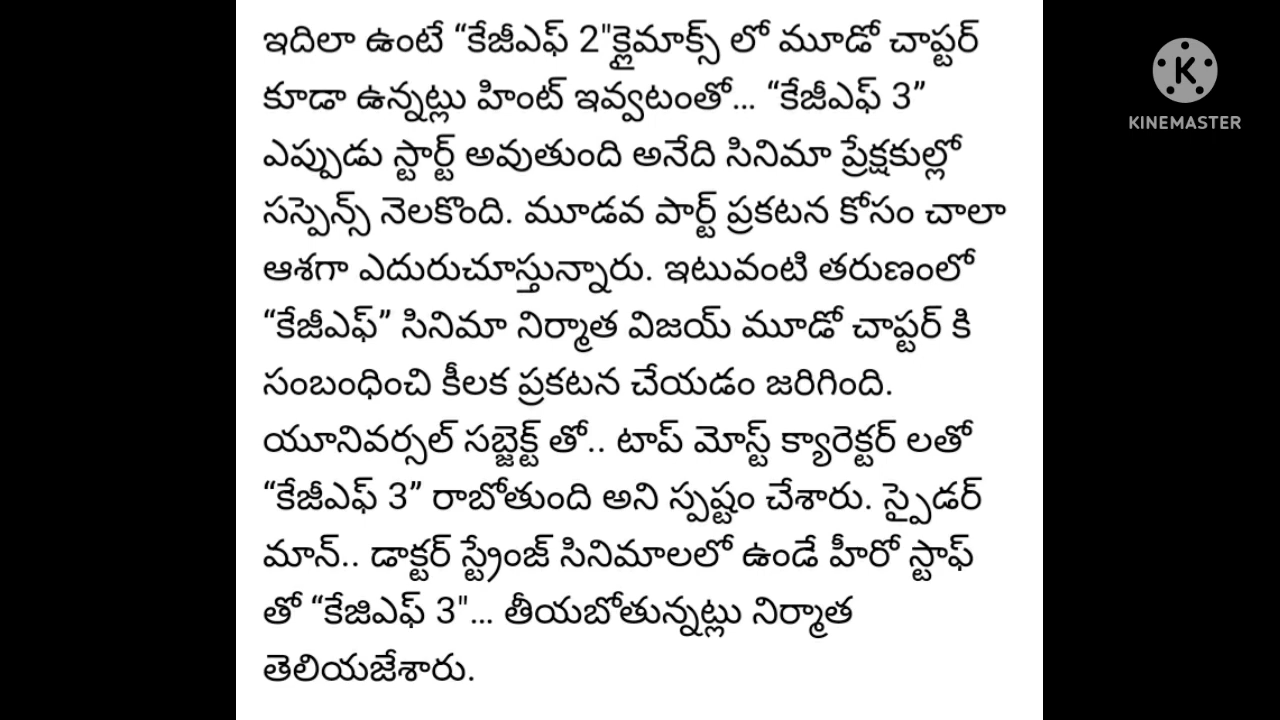 ఇదిలా ఉంటే “కేజీఎఫ్ 2"క్లైమాక్స్ లో మూడో చాప్టర్
కూడా ఉన్నట్లు హింట్ ఇవ్వటంతో... “కేజీఎఫ్ 3”
ఎప్పుడు స్టార్ట్ అవుతుంది అనేది సినిమా ప్రేక్షకుల్లో
సస్పెన్స్ నెలకొంది. మూడవ పార్ట్ ప్రకటన కోసం చాలా
ఆశగా ఎదురుచూస్తున్నారు. ఇటువంటి తరుణంలో
“కేజీఎఫ్” సినిమా నిర్మాత విజయ్ మూడో చాప్టర్ కి
సంబంధించి కీలక ప్రకటన చేయడం జరిగింది.
యూనివర్సల్ సబ్జెక్ట్ తో.. టాప్ మోస్ట్ క్యారెక్టర్ లతో
“కేజీఎఫ్ 3” రాబోతుంది అని స్పష్టం చేశారు. స్పైడర్
మాన్.. డాక్టర్ స్ట్రేంజ్ సినిమాలలో ఉండే హీరో స్టాఫ్
తో “కేజిఎఫ్ 3"... తీయబోతున్నట్లు నిర్మాత
తెలియజేశారు.
K
KINEMASTER